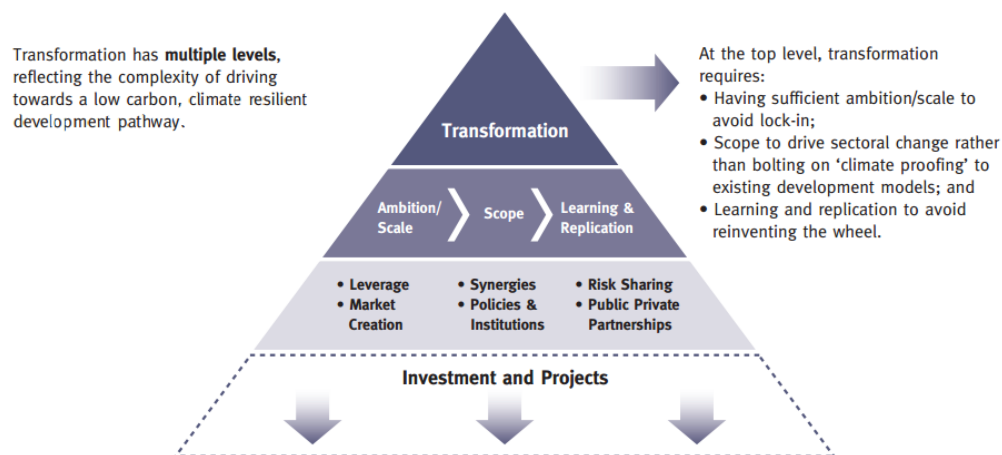 Transformation has multiple levels,
reflecting the complexity of driving
towards a low carbon, climate resilient
development pathway.
At the top level, transformation
requires:
• Having sufficient ambition/scale to
avoid lock-in;
• Scope to drive sectoral change rather
than bolting on ‘climate proofing’ to
existing development models; and
• Learning and replication to avoid
reinventing the wheel.
Transformation
Ambition/
Scale
Scope
Learning &
Replication
• Leverage
• Market
Creation
• Synergies
• Policies &
Institutions
• Risk Sharing
• Public Private
Partnerships
Investment and Projects